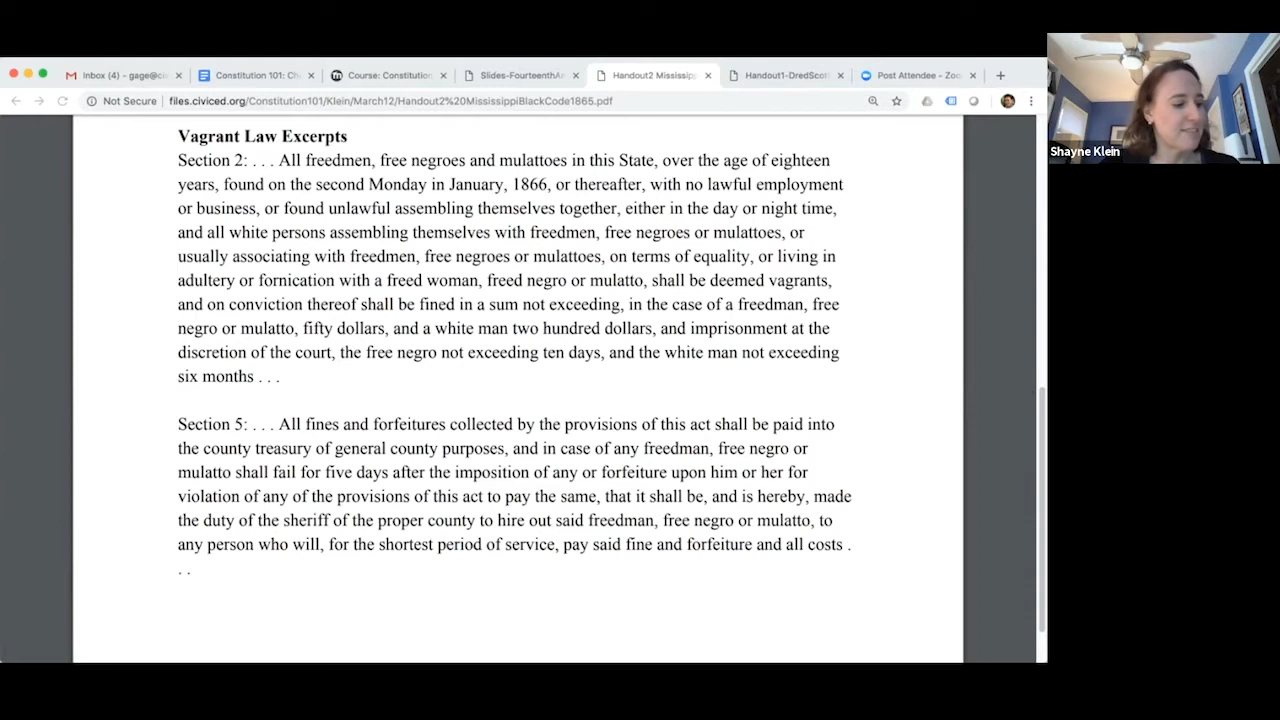 Inbox (4) - gage@ci
Constitution 101: Ch
Course: Constitution
Slides-FourteenthAr
Handout2 Mississip
Handout1-DredScot
Post Attendee - Zoo
Not Secure | files.civiced.org/Constitution101/Klein/March12/Handout2%20MississippiBlackCode1865.pdf
Shayne Klein
Vagrant Law Excerpts
Section 2: . . . All freedmen, free negroes and mulattoes in this State, over the age of eighteen
years, found on the second Monday in January, 1866, or thereafter, with no lawful employment
or business, or found unlawful assembling themselves together, either in the day or night time,
and all white persons assembling themselves with freedmen, free negroes or mulattoes, or
usually associating with freedmen, free negroes or mulattoes, on terms of equality, or living in
adultery or fornication with a freed woman, freed negro or mulatto, shall be deemed vagrants,
and on conviction thereof shall be fined in a sum not exceeding, in the case of a freedman, free
negro or mulatto, fifty dollars, and a white man two hundred dollars, and imprisonment at the
discretion of the court, the free negro not exceeding ten days, and the white man not exceeding
six months . . .
Section 5: . . . All fines and forfeitures collected by the provisions of this act shall be paid into
the county treasury of general county purposes, and in case of any freedman, free negro or
mulatto shall fail for five days after the imposition of any or forfeiture upon him or her for
violation of any of the provisions of this act to pay the same, that it shall be, and is hereby, made
the duty of the sheriff of the proper county to hire out said freedman, free negro or mulatto, to
any person who will, for the shortest period of service, pay said fine and forfeiture and all costs .
. .